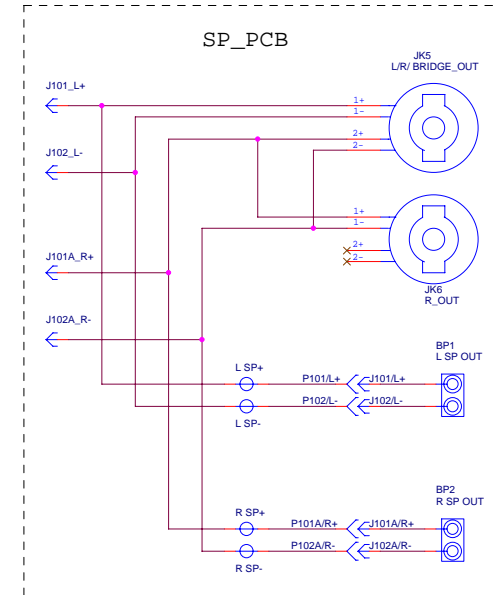 SP_PCB
JK5
L/R/ BRIDGE_OUT
J101_L+
1+
1-
2+
2-
J102_L-
1+
1-
2+
2-
J101A_R+
JK6
R_OUT
J102A_R-
BP1
L SP OUT
L SP+
P101/L+
J101/L+
P102/L-
J102/L-
L SP-
BP2
R SP OUT
R SP+
P101A/R+
J101A/R+
P102A/R-
J102A/R-
R SP-